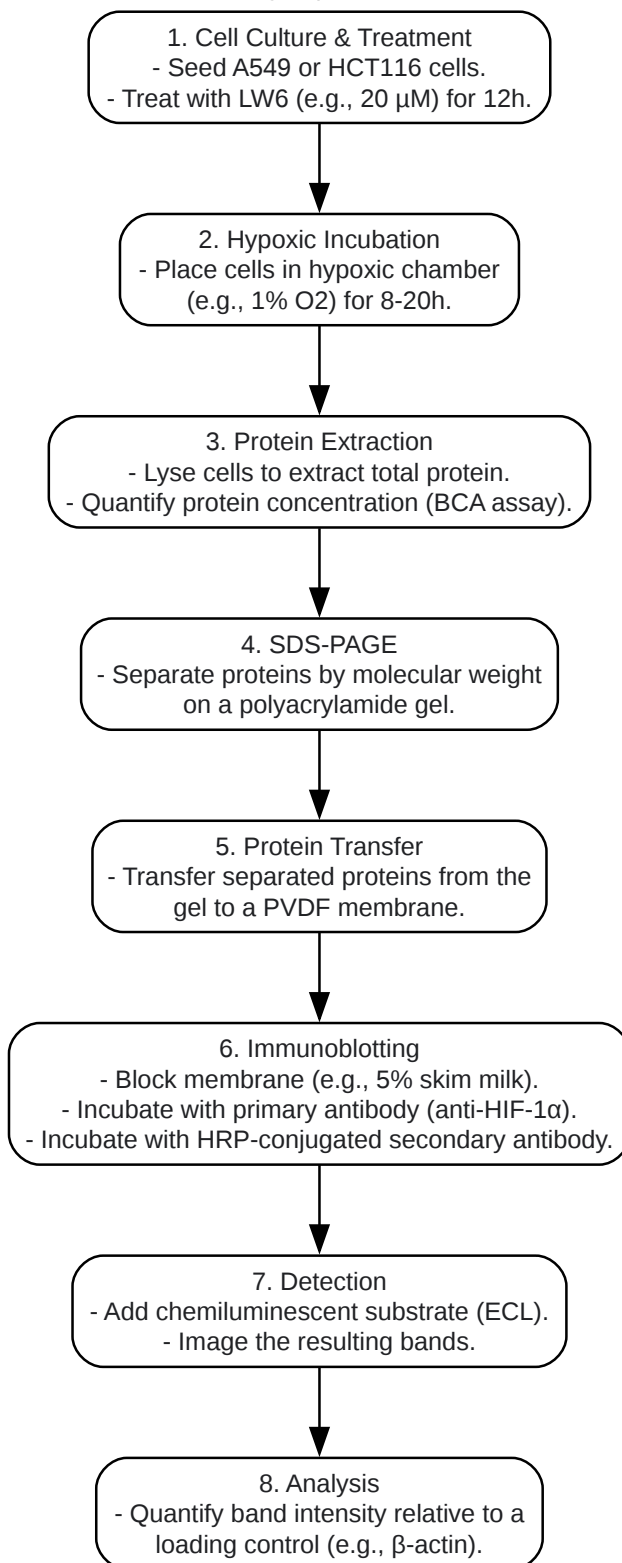 1. Cell Culture & Treatment
- Seed A549 or HCT116 cells.
- Treat with LW6 (e.g., 20 µM) for 12h.
2. Hypoxic Incubation
- Place cells in hypoxic chamber
(e.g., 1% O2) for 8-20h.
3. Protein Extraction
- Lyse cells to extract total protein.
- Quantify protein concentration (BCA assay).
4. SDS-PAGE
- Separate proteins by molecular weight
on a polyacrylamide gel.
5. Protein Transfer
- Transfer separated proteins from the
gel to a PVDF membrane.
6. Immunoblotting
- Block membrane (e.g., 5% skim milk).
- Incubate with primary antibody (anti-HIF-1α).
- Incubate with HRP-conjugated secondary antibody.
7. Detection
- Add chemiluminescent substrate (ECL).
- Image the resulting bands.
8. Analysis
- Quantify band intensity relative to a
loading control (e.g., β-actin).